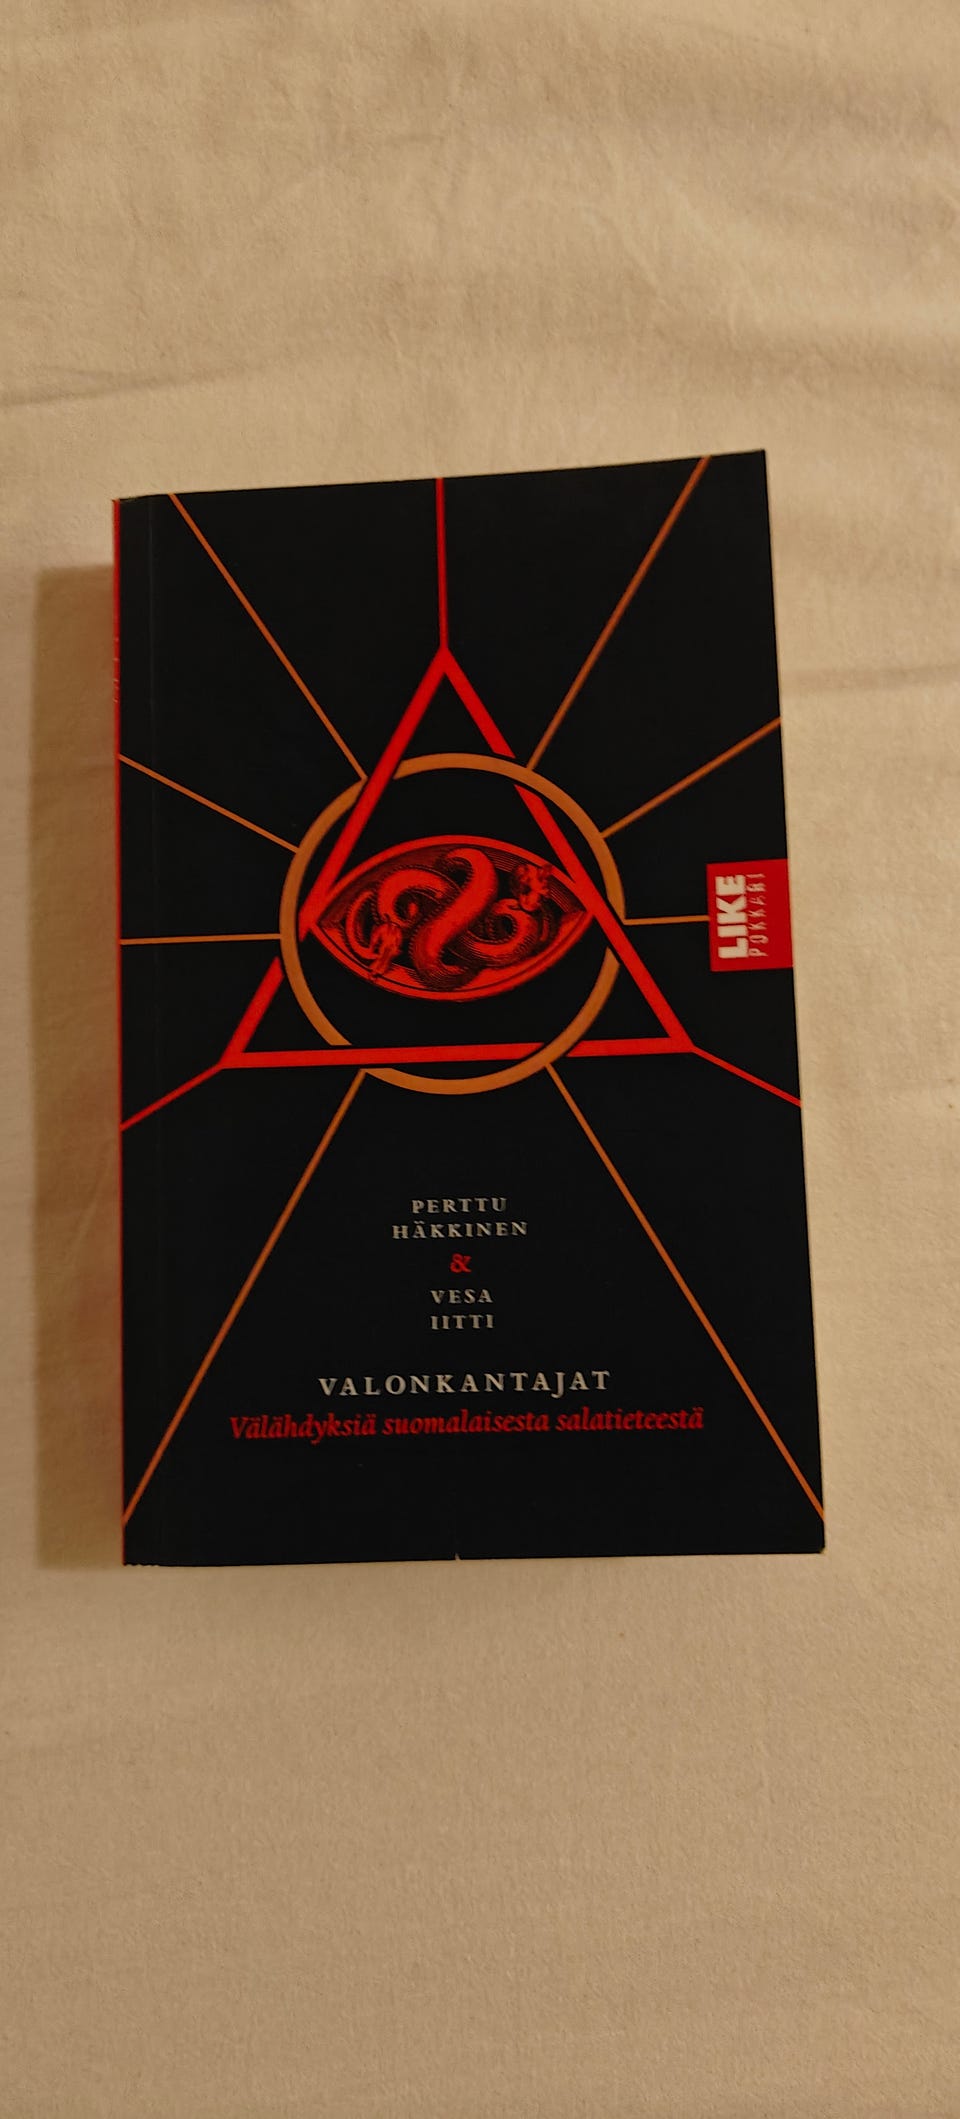 LIKE
POKKARI
PERTTU
HÄKKINEN
&
VESA
IITTI
VALONKANTAJAT
Välähdyksiä suomalaisesta salatieteestä